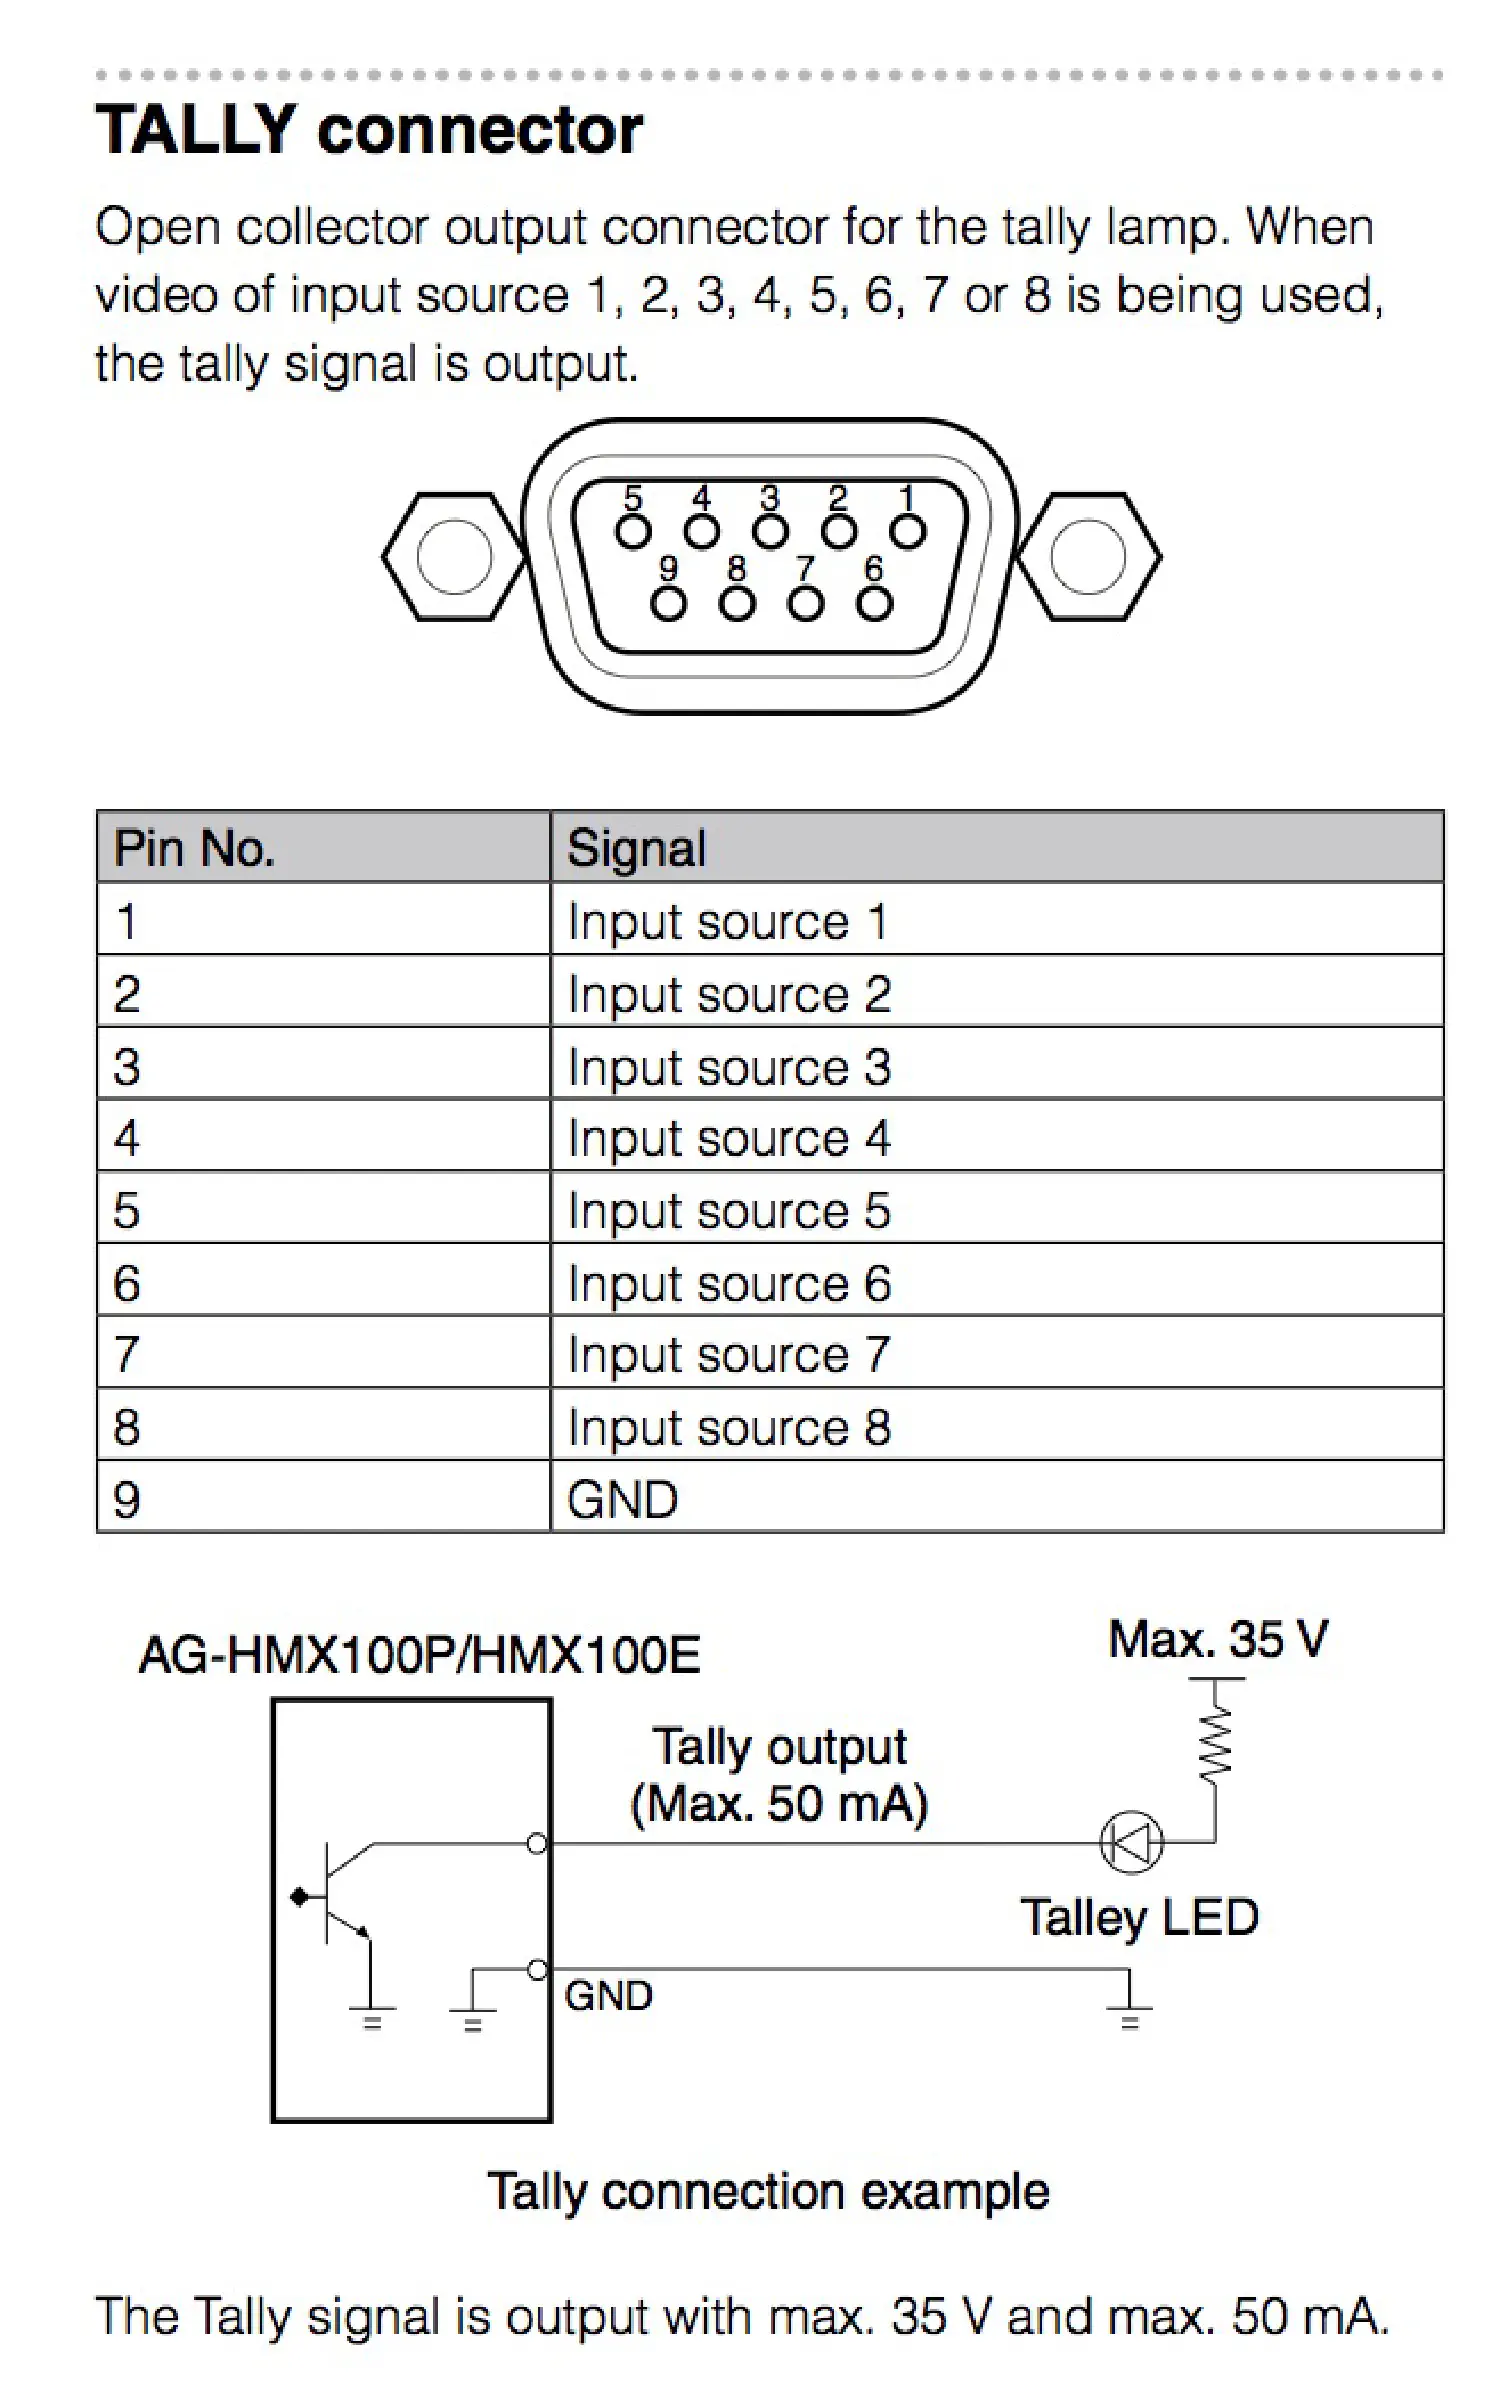 TALLY connector
Open collector output connector for the tally lamp. When
video of input source 1, 2, 3, 4, 5, 6, 7 or 8 is being used,
the tally signal is output.
5 4 3 2 1
9 8 7 6
Pin No. Signal
1 Input source 1
2 Input source 2
3 Input source 3
4 Input source 4
5 Input source 5
6 Input source 6
7 Input source 7
8 Input source 8
9 GND
AG-HMX100P/HMX100E
Max. 35 V
Tally output
(Max. 50 mA)
Talley LED
GND
Tally connection example
The Tally signal is output with max. 35 V and max. 50 mA.